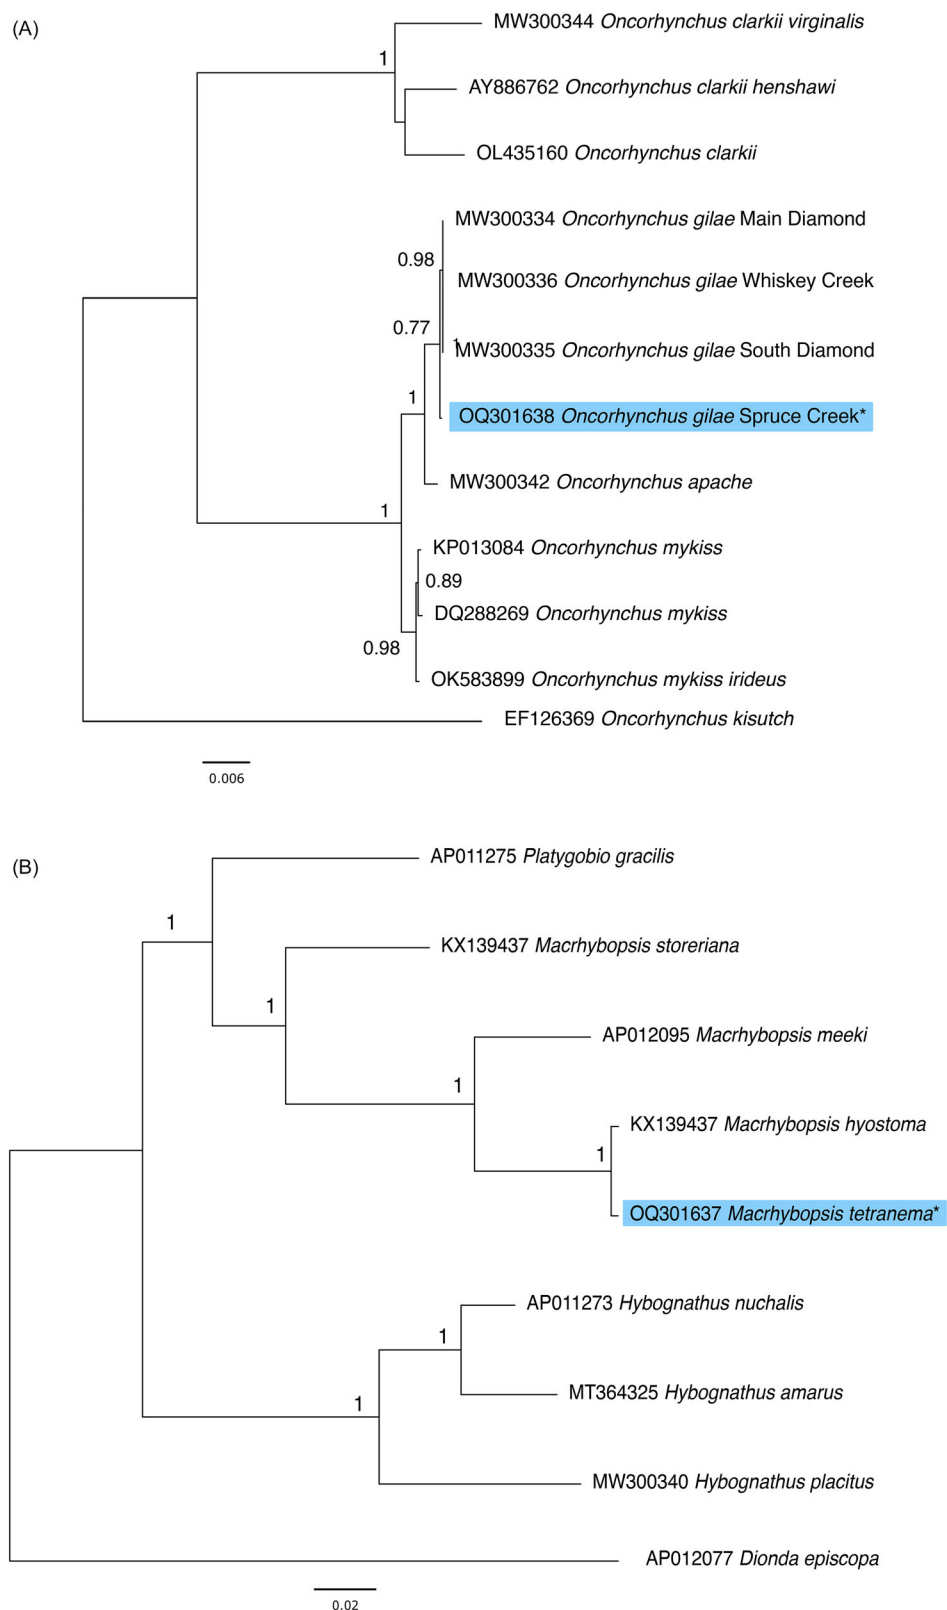 (A)
MW300344 Oncorhynchus clarkii virginalis
1
AY886762 Oncorhynchus clarkii henshawi
OL435160 Oncorhynchus clarkii
MW300334 Oncorhynchus gilae Main Diamond
0.98
MW300336 Oncorhynchus gilae Whiskey Creek
0.77
1
MW300335 Oncorhynchus gilae South Diamond
1
OQ301638 Oncorhynchus gilae Spruce Creek*
MW300342 Oncorhynchus apache
1
KP013084 Oncorhynchus mykiss
0.89
DQ288269 Oncorhynchus mykiss
0.98
OK583899 Oncorhynchus mykiss irideus
EF126369 Oncorhynchus kisutch
0.006
(B)
AP011275 Platygobio gracilis
1
KX139437 Macrhybopsis storeriana
1
AP012095 Macrhybopsis meeki
1
KX139437 Macrhybopsis hyostoma
1
OQ301637 Macrhybopsis tetranema*
AP011273 Hybognathus nuchalis
1
MT364325 Hybognathus amarus
1
MW300340 Hybognathus placitus
AP012077 Dionda episcopa
0.02